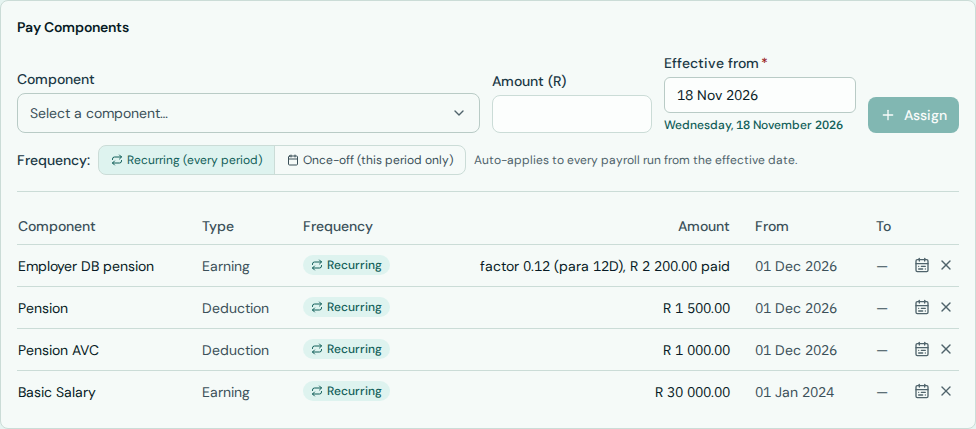 Pay Components
Component
Amount (R)
Effective from *
Select a component...
18 Nov 2026
Wednesday, 18 November 2026
Assign
Frequency: Recurring (every period) Once-off (this period only) Auto-applies to every payroll run from the effective date.
Component Type Frequency Amount From To
Employer DB pension Earning Recurring factor 0.12 (para 12D), R 2 200.00 paid 01 Dec 2026 —
Pension Deduction Recurring R 1 500.00 01 Dec 2026 —
Pension AVC Deduction Recurring R 1 000.00 01 Dec 2026 —
Basic Salary Earning Recurring R 30 000.00 01 Jan 2024 —